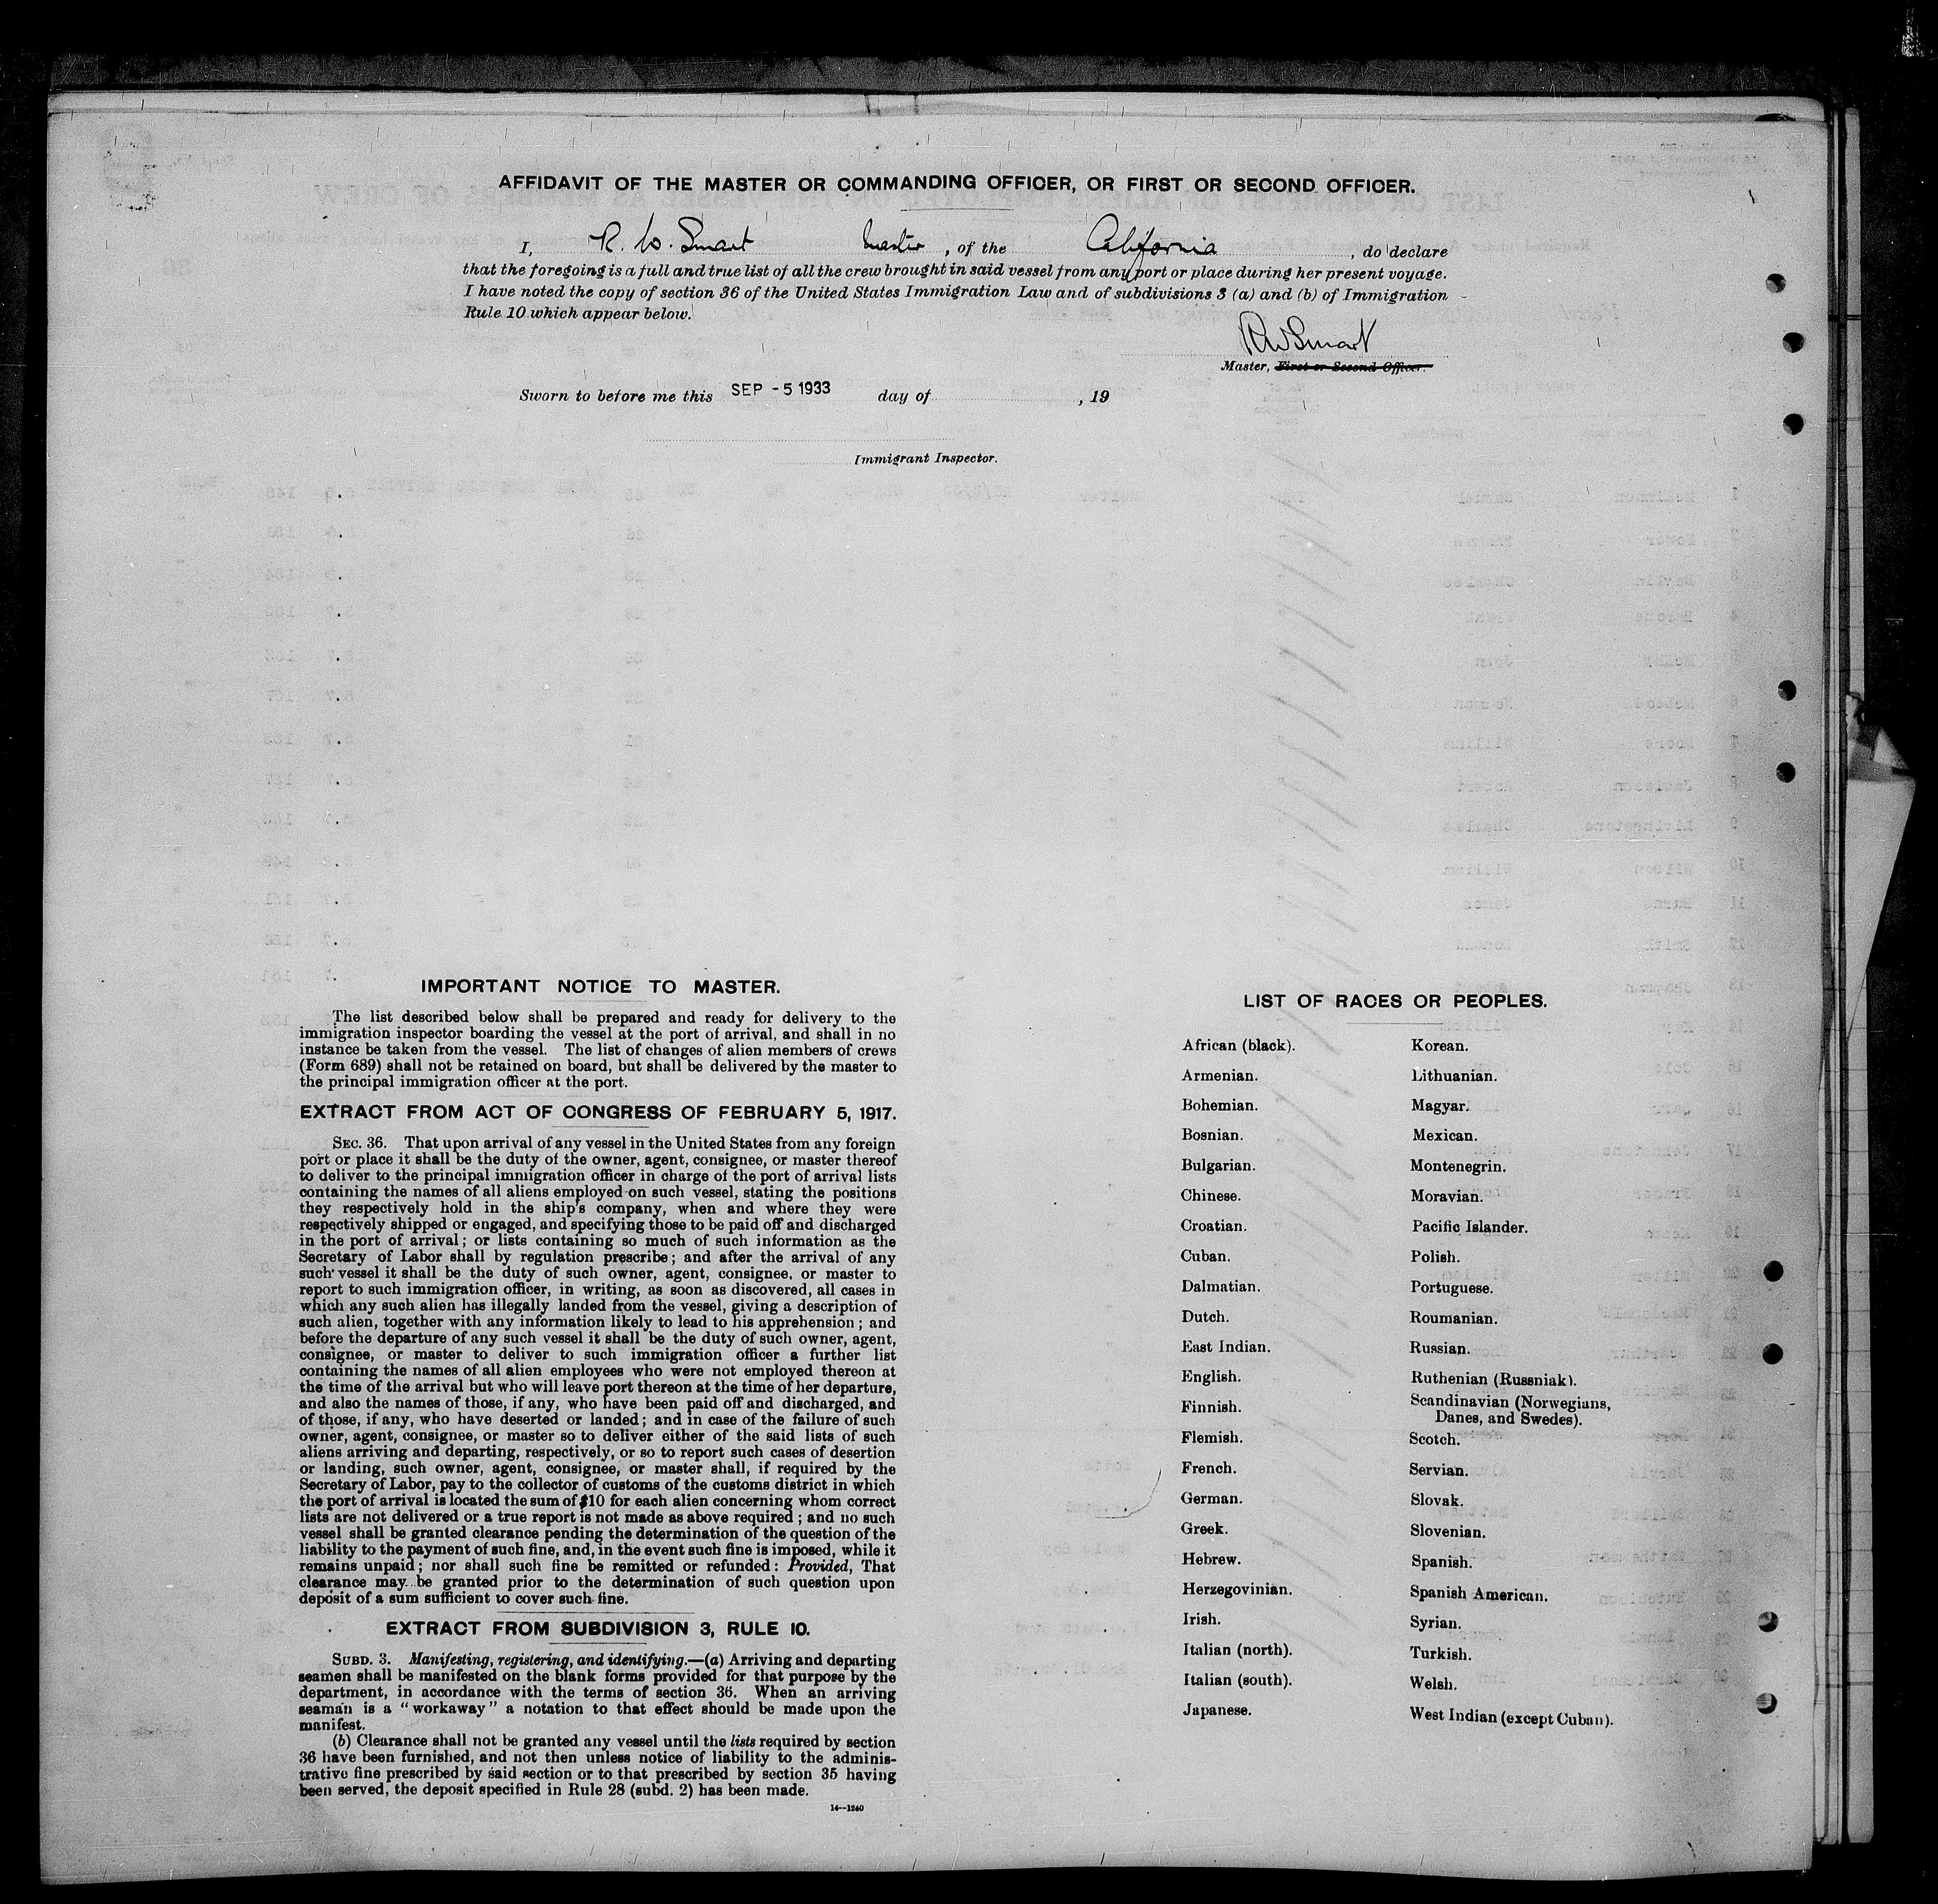 AFFIDAVIT OF THE MASTER OR COMMANDING OFFICER, OR FIRST OR SECOND OFFICER.
I, R. W. Smart Master, of the California, do declare
that the foregoing is a full and true list of all the crew brought in said vessel from any port or place during her present voyage.
I have noted the copy of section 36 of the United States Immigration Law and of subdivisions 3 (a) and (b) of Immigration
Rule 10 which appear below.
RWSmart
Master, First or Second Officer.
Sworn to before me this SEP -5 1933 day of , 19
Immigrant Inspector.
IMPORTANT NOTICE TO MASTER.
The list described below shall be prepared and ready for delivery to the
immigration inspector boarding the vessel at the port of arrival, and shall in no
instance be taken from the vessel. The list of changes of alien members of crews
(Form 689) shall not be retained on board, but shall be delivered by the master to
the principal immigration officer at the port.
EXTRACT FROM ACT OF CONGRESS OF FEBRUARY 5, 1917.
SEC. 36. That upon arrival of any vessel in the United States from any foreign
port or place it shall be the duty of the owner, agent, consignee, or master thereof
to deliver to the principal immigration officer in charge of the port of arrival lists
containing the names of all aliens employed on such vessel, stating the positions
they respectively hold in the ship's company, when and where they were
respectively shipped or engaged, and specifying those to be paid off and discharged
in the port of arrival; or lists containing so much of such information as the
Secretary of Labor shall by regulation prescribe; and after the arrival of any
such vessel it shall be the duty of such owner, agent, consignee, or master to
report to such immigration officer, in writing, as soon as discovered, all cases in
which any such alien has illegally landed from the vessel, giving a description of
such alien, together with any information likely to lead to his apprehension; and
before the departure of any such vessel it shall be the duty of such owner, agent,
consignee, or master to deliver to such immigration officer a further list
containing the names of all alien employees who were not employed thereon at
the time of the arrival but who will leave port thereon at the time of her departure,
and also the names of those, if any, who have been paid off and discharged, and
of those, if any, who have deserted or landed; and in case of the failure of such
owner, agent, consignee, or master so to deliver either of the said lists of such
aliens arriving and departing, respectively, or so to report such cases of desertion
or landing, such owner, agent, consignee, or master shall, if required by the
Secretary of Labor, pay to the collector of customs of the customs district in which
the port of arrival is located the sum of $10 for each alien concerning whom correct
lists are not delivered or a true report is not made as above required; and no such
vessel shall be granted clearance pending the determination of the question of the
liability to the payment of such fine, and, in the event such fine is imposed, while it
remains unpaid; nor shall such fine be remitted or refunded: Provided, That
clearance may be granted prior to the determination of such question upon
deposit of a sum sufficient to cover such fine.
EXTRACT FROM SUBDIVISION 3, RULE 10.
SUBD. 3. Manifesting, registering, and identifying.—(a) Arriving and departing
seamen shall be manifested on the blank forms provided for that purpose by the
department, in accordance with the terms of section 36. When an arriving
seaman is a "workaway" a notation to that effect should be made upon the
manifest.
(b) Clearance shall not be granted any vessel until the lists required by section
36 have been furnished, and not then unless notice of liability to the adminis-
trative fine prescribed by said section or to that prescribed by section 35 having
been served, the deposit specified in Rule 28 (subd. 2) has been made.
14—1240
LIST OF RACES OR PEOPLES.
African (black).
Armenian.
Bohemian.
Bosnian.
Bulgarian.
Chinese.
Croatian.
Cuban.
Dalmatian.
Dutch.
East Indian.
English.
Finnish.
Flemish.
French.
German.
Greek.
Hebrew.
Herzegovinian.
Irish.
Italian (north).
Italian (south).
Japanese.
Korean.
Lithuanian.
Magyar.
Mexican.
Montenegrin.
Moravian.
Pacific Islander.
Polish.
Portuguese.
Roumanian.
Russian.
Ruthenian (Russniak).
Scandinavian (Norwegians,
Danes, and Swedes).
Scotch.
Servian.
Slovak.
Slovenian.
Spanish.
Spanish American.
Syrian.
Turkish.
Welsh.
West Indian (except Cuban).